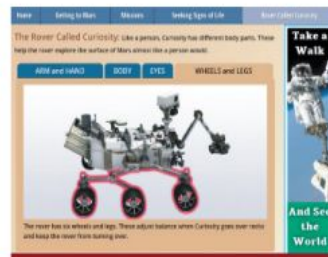 Home Getting to Mars Missions Seeking Signs of Life Rover Called Curiosity
The Rover Called Curiosity: Like a person, Curiosity has different body parts. These
help the rover explore the surface of Mars almost like a person would.
ARM and HAND BODY EYES WHEELS and LEGS
The rover has six wheels and legs. These adjust balance when Curiosity goes over rocks
and keep the rover from turning over.
Take a
Walk
And See
the
World